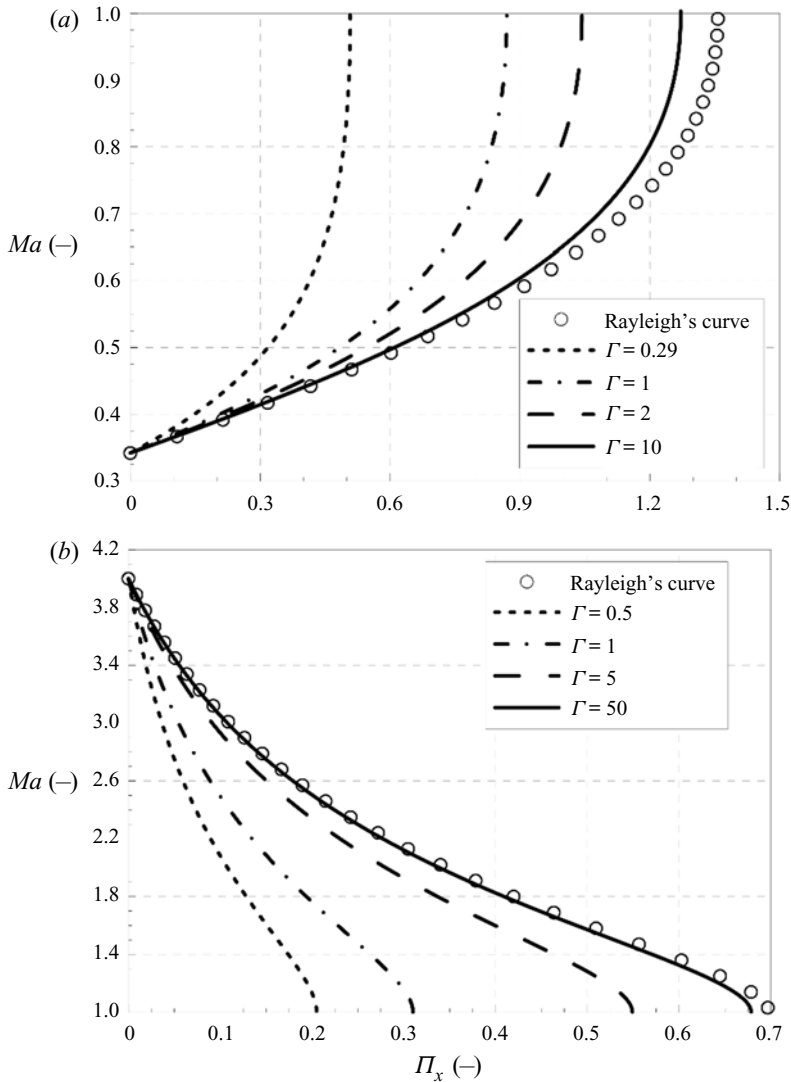 (a)
1.0
0.9
0.8
0.7
Ma (–)
0.6
0.5
0.4
0.3
Rayleigh's curve
Γ = 0.29
Γ = 1
Γ = 2
Γ = 10
0 0.3 0.6 0.9 1.2 1.5
(b)
4.2
3.8
3.4
3.0
Ma (–)
2.6
2.2
1.8
1.4
1.0
Rayleigh's curve
Γ = 0.5
Γ = 1
Γ = 5
Γ = 50
0 0.1 0.2 0.3 0.4 0.5 0.6 0.7
Π_x (–)